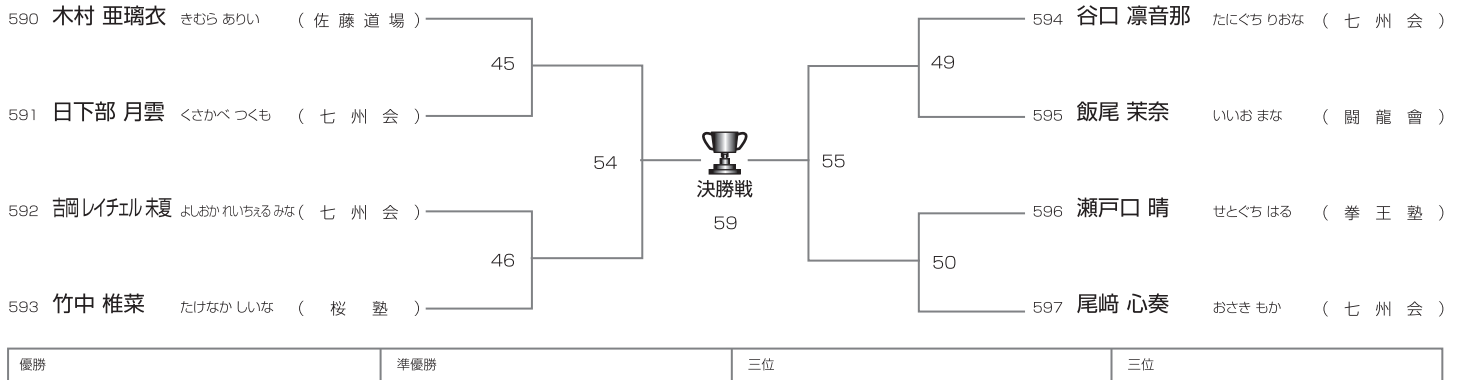 590 木村 亜璃衣 きむら ありい (佐藤道場)
45
591 日下部 月雲 くさかべ つくも (七州会)
54
592 吉岡 レイチェル 未夏 よしおか れいちぇる みな (七州会)
46
593 竹中 椎菜 たけなか しいな (桜塾)
決勝戦
59
594 谷口 凛音那 たにぐち りおな (七州会)
49
595 飯尾 茉奈 いいお まな (闘龍會)
55
596 瀬戸口 晴 せとぐち はる (拳王塾)
50
597 尾﨑 心奏 おさき もか (七州会)
優勝 準優勝 三位 三位